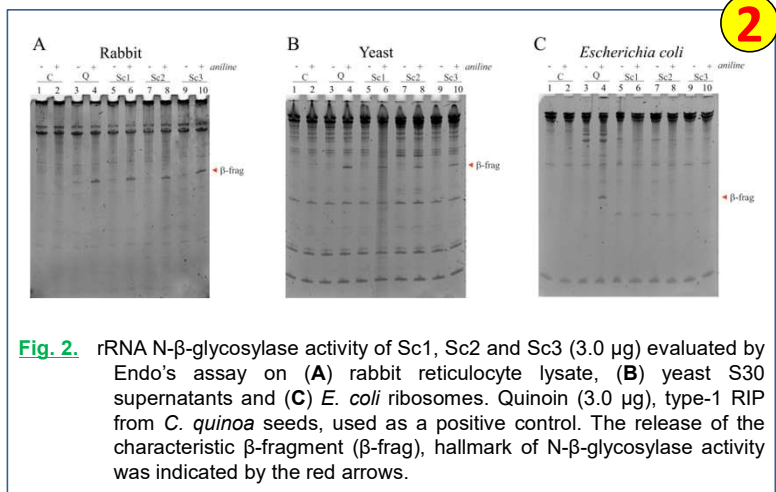 2
A
Rabbit
- + - + - + - + - + aniline
C Q Sc1 Sc2 Sc3
1 2 3 4 5 6 7 8 9 10
β-frag
B
Yeast
- + - + - + - + - + aniline
C Q Sc1 Sc2 Sc3
1 2 3 4 5 6 7 8 9 10
β-frag
C
Escherichia coli
- + - + - + - + - + aniline
C Q Sc1 Sc2 Sc3
1 2 3 4 5 6 7 8 9 10
β-frag
Fig. 2. rRNA N-β-glycosylase activity of Sc1, Sc2 and Sc3 (3.0 µg) evaluated by
Endo's assay on (A) rabbit reticulocyte lysate, (B) yeast S30
supernatants and (C) E. coli ribosomes. Quinoin (3.0 µg), type-1 RIP
from C. quinoa seeds, used as a positive control. The release of the
characteristic β-fragment (β-frag), hallmark of N-β-glycosylase activity
was indicated by the red arrows.